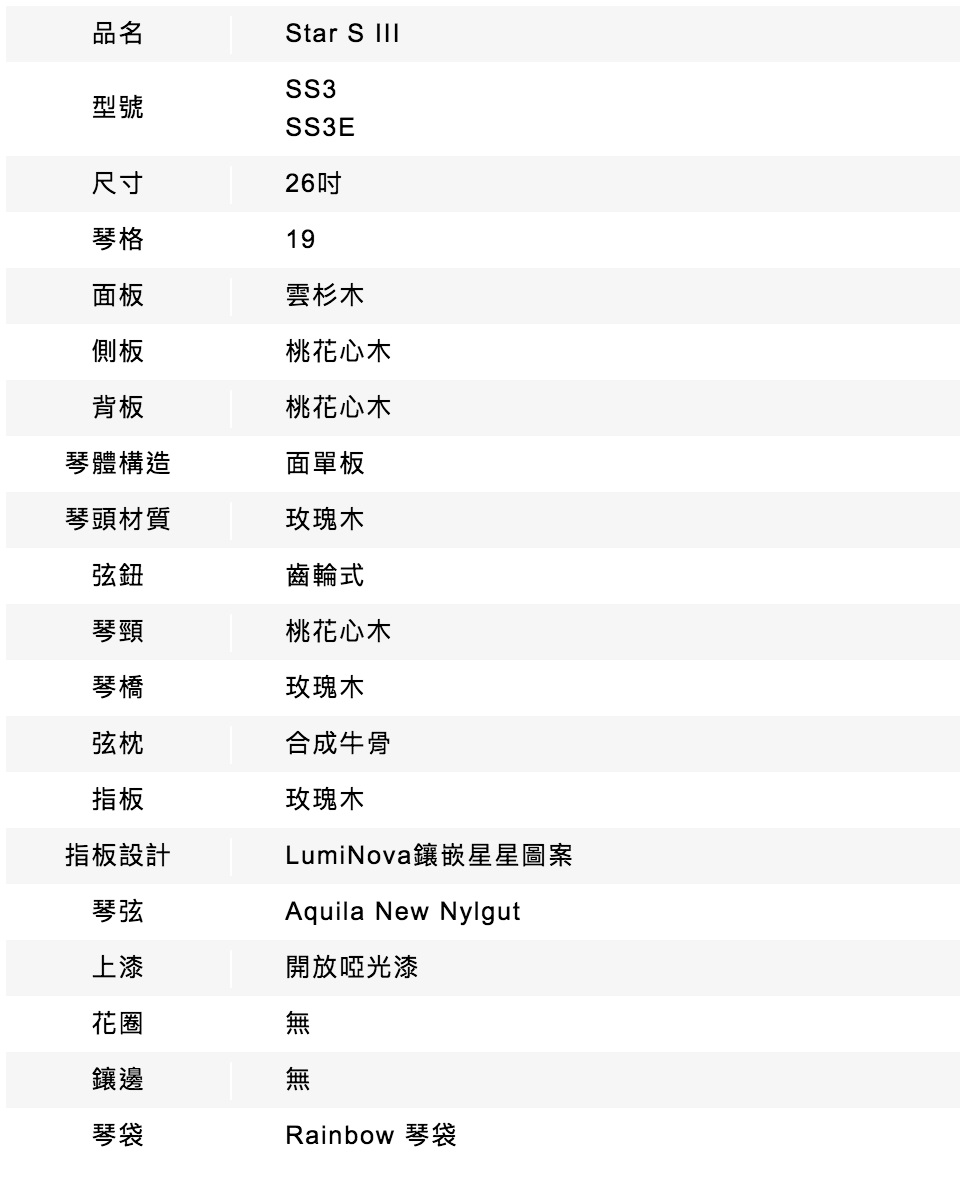 品名 Star S III
型號 SS3
SS3E
尺寸 26吋
琴格 19
面板 雲杉木
側板 桃花心木
背板 桃花心木
琴體構造 面單板
琴頭材質 玫瑰木
弦鈕 齒輪式
琴頸 桃花心木
琴橋 玫瑰木
弦枕 合成牛骨
指板 玫瑰木
指板設計 LumiNova鑲嵌星星圖案
琴弦 Aquila New Nylgut
上漆 開放啞光漆
花圈 無
鑲邊 無
琴袋 Rainbow 琴袋